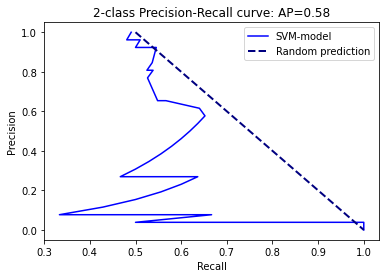 2-class Precision-Recall curve: AP=0.58
SVM-model
Random prediction
Precision
1.0
0.8
0.6
0.4
0.2
0.0
0.3 0.4 0.5 0.6 0.7 0.8 0.9 1.0
Recall